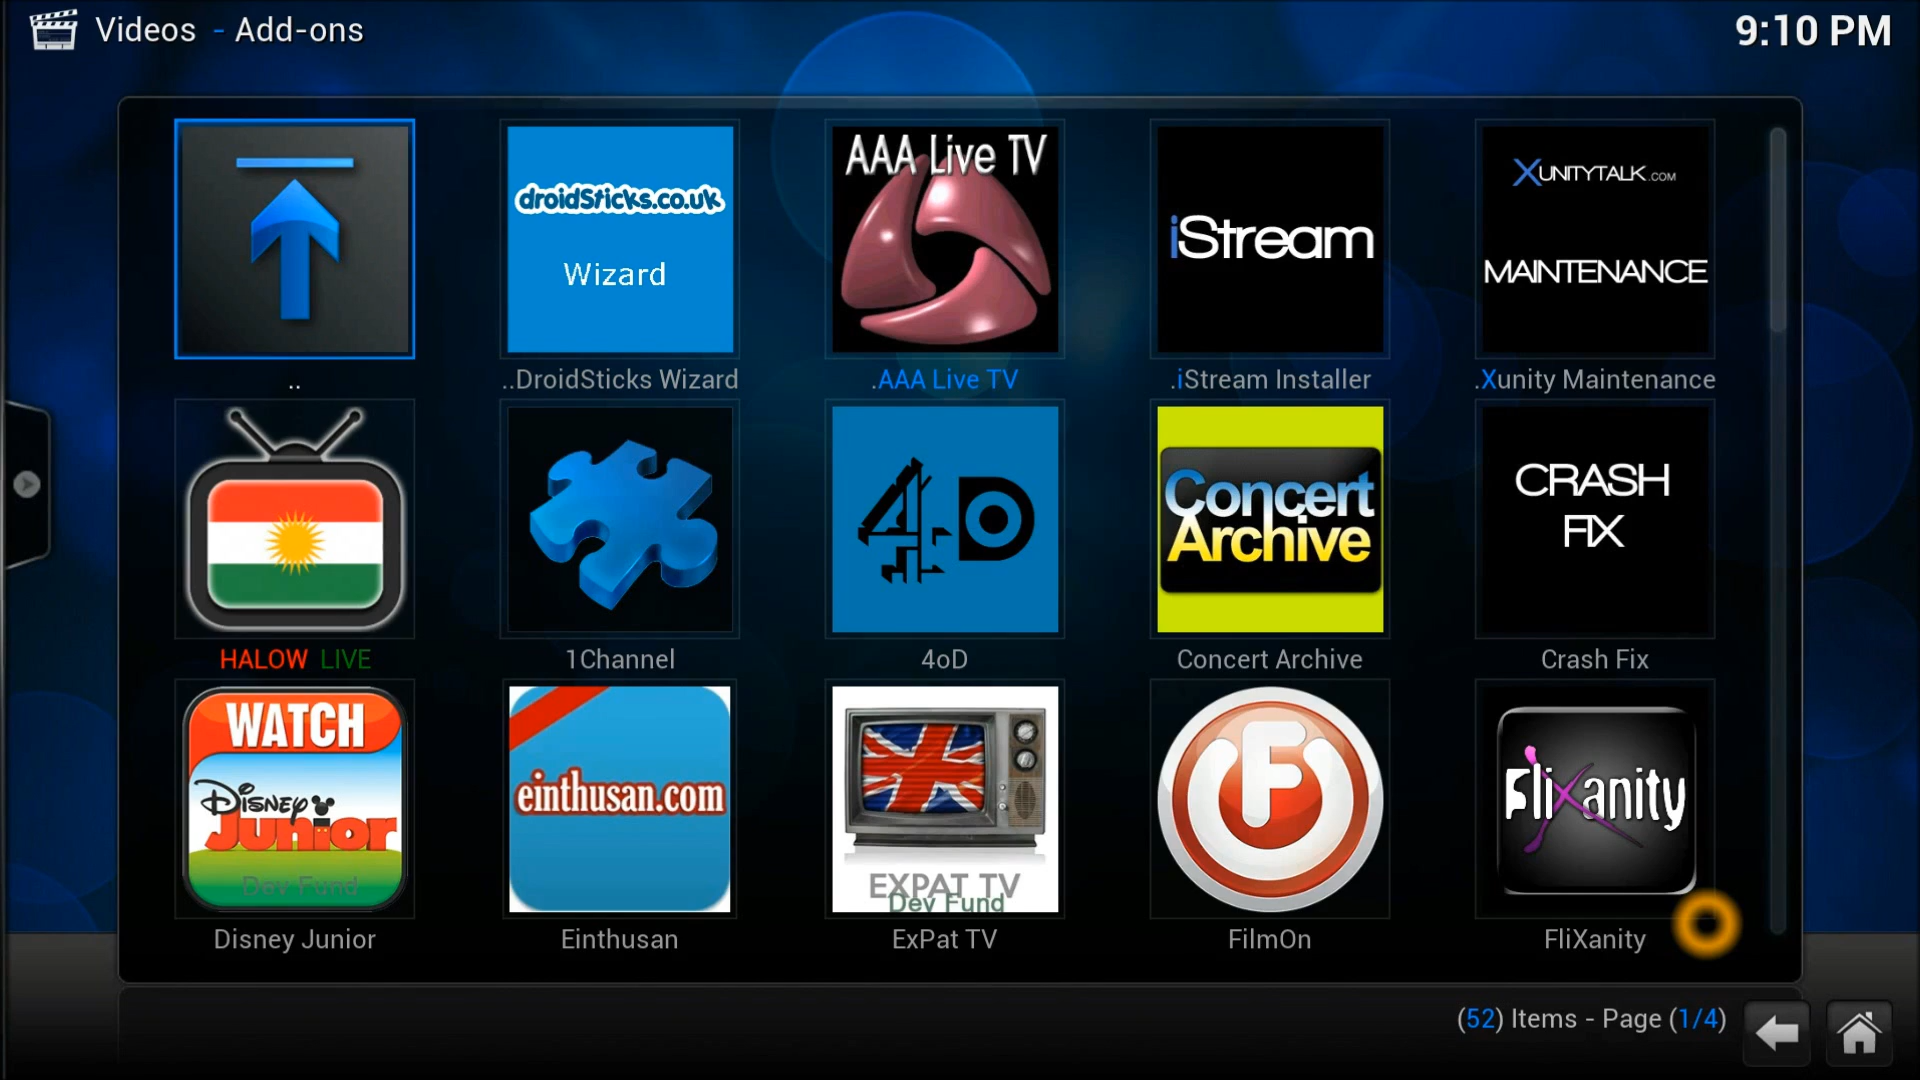 Videos - Add-ons
9:10 PM
droidSticks.co.uk
Wizard
AAA Live TV
iStream
XUNITYTALK.COM
MAINTENANCE
..
..DroidSticks Wizard
.AAA Live TV
.iStream Installer
.Xunity Maintenance
4oD
Concert
Archive
CRASH
FIX
HALOW LIVE
1Channel
4oD
Concert Archive
Crash Fix
WATCH
Disney
Junior
Dev Fund
einthusan.com
EXPAT TV
Dev Fund
F
FliXanity
Disney Junior
Einthusan
ExPat TV
FilmOn
FliXanity
(52) Items - Page (1/4)